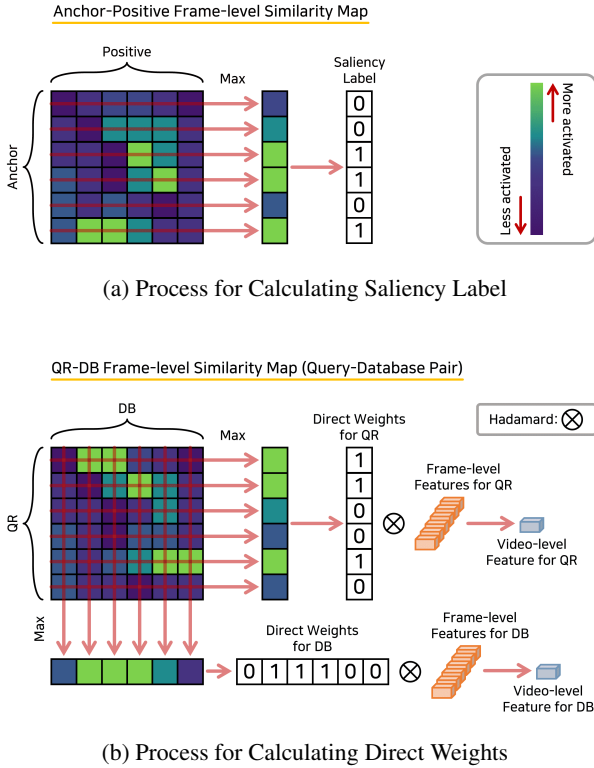 Anchor-Positive Frame-level Similarity Map
Positive
Max
Saliency
Label
Anchor
0
0
1
1
0
1
More activated
Less activated
(a) Process for Calculating Saliency Label
QR-DB Frame-level Similarity Map (Query-Database Pair)
DB
Max
Direct Weights
for QR
Hadamard:
QR
1
1
0
0
1
0
Frame-level
Features for QR
Video-level
Feature for QR
Max
Direct Weights
for DB
0 1 1 1 0 0
Frame-level
Features for DB
Video-level
Feature for DB
(b) Process for Calculating Direct Weights